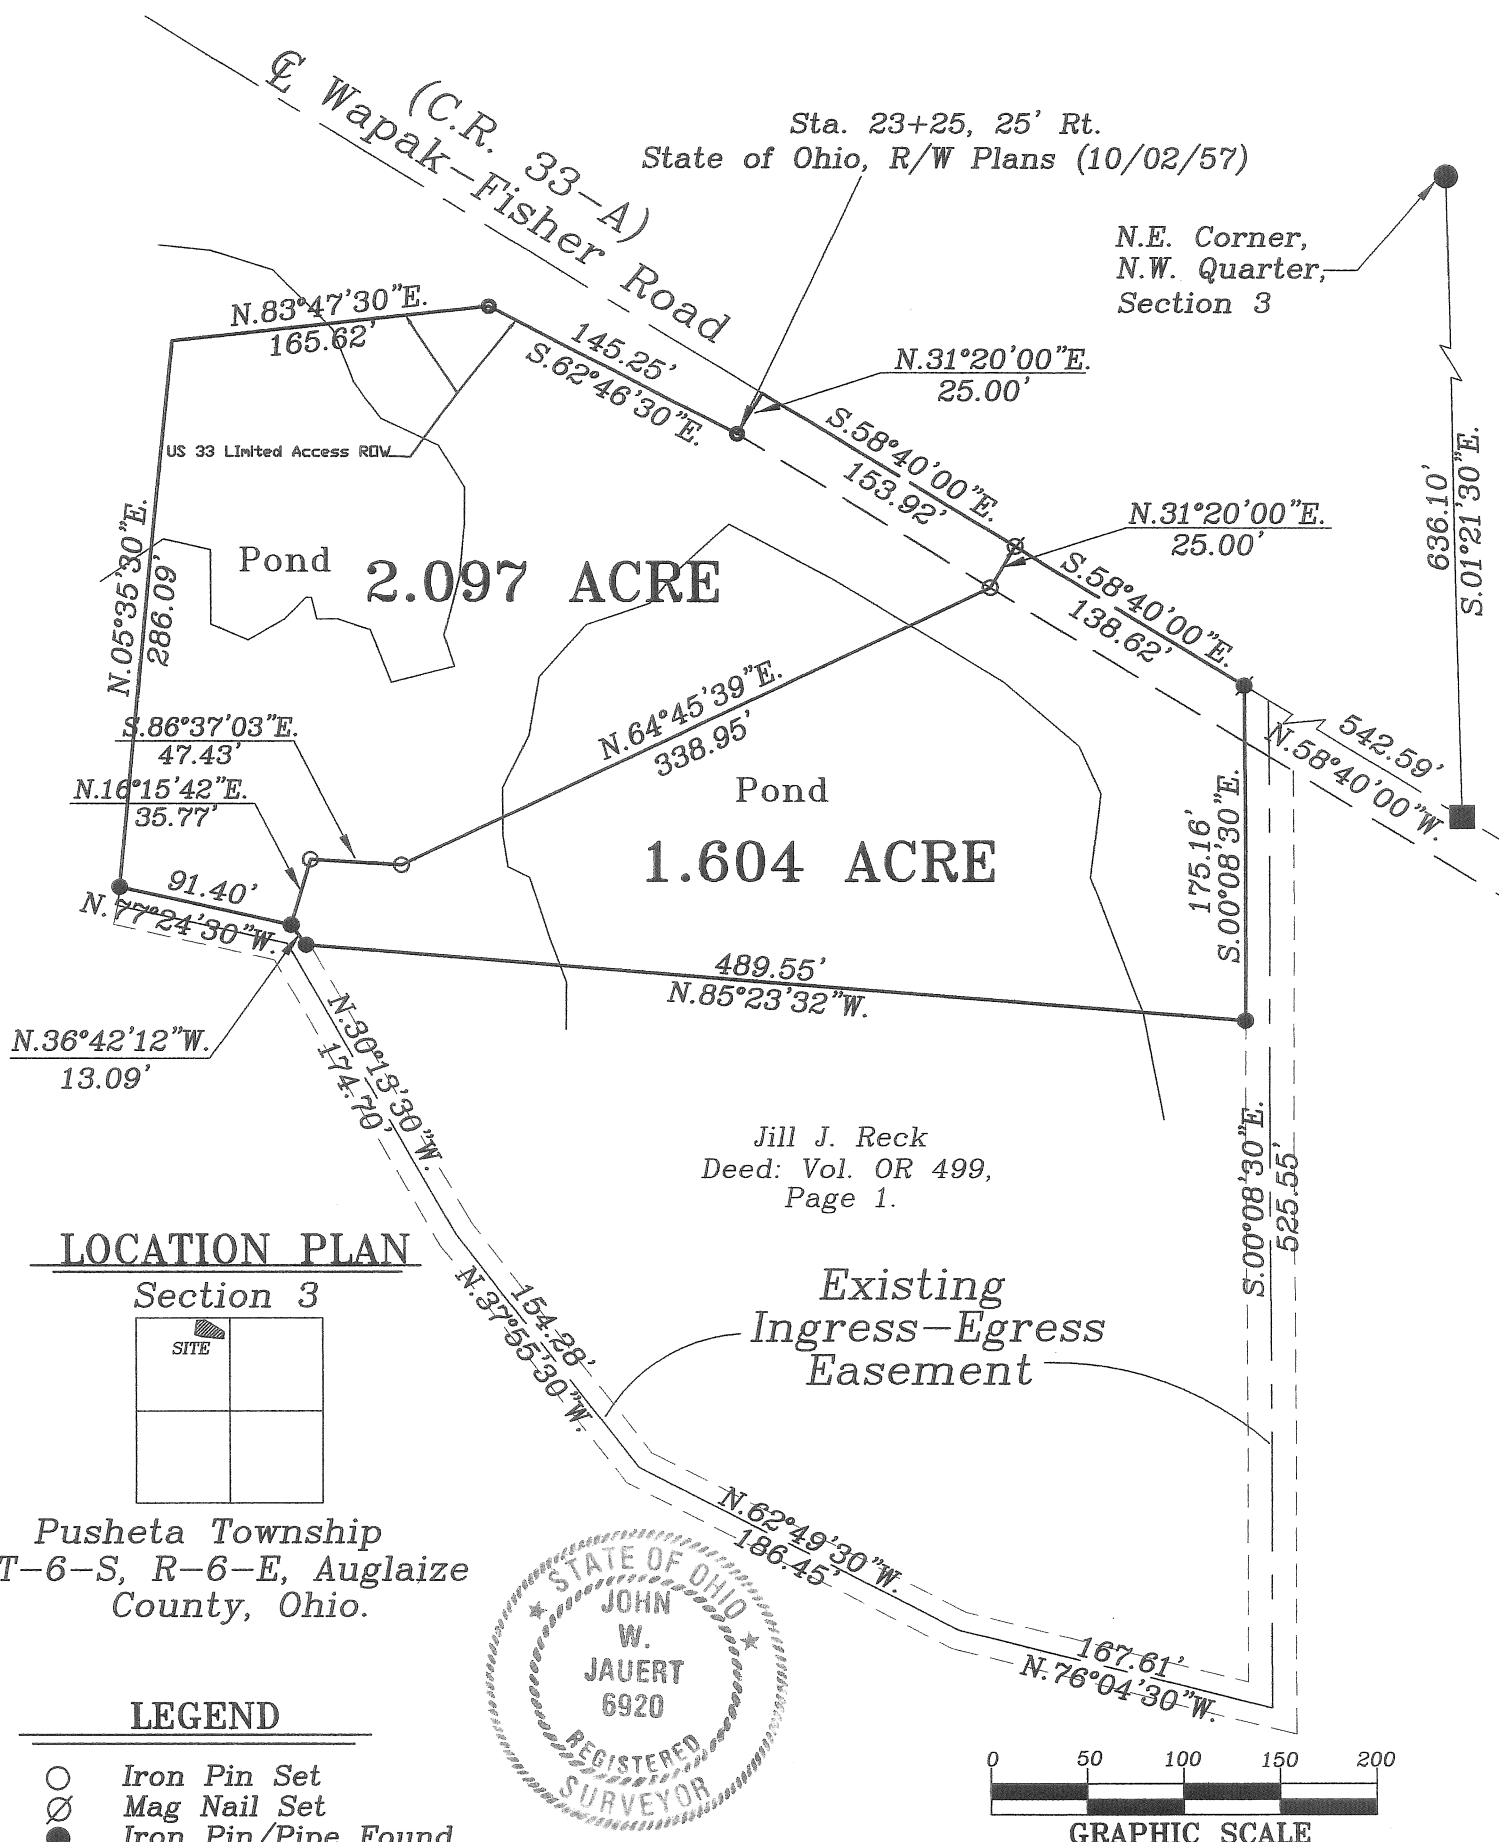 (C.R. 33-A)
℄ Wapak-Fisher Road
Sta. 23+25, 25' Rt.
State of Ohio, R/W Plans (10/02/57)
N.E. Corner,
N.W. Quarter,
Section 3
N.83°47'30"E.
165.62'
145.25'
S.62°46'30"E.
N.31°20'00"E.
25.00'
S.58°40'00"E.
153.92'
US 33 LImited Access ROW
636.10'
S.01°21'30"E.
N.31°20'00"E.
25.00'
S.58°40'00"E.
138.62'
N.05°35'30"E.
286.09'
Pond
2.097 ACRE
N.64°45'39"E.
338.95'
S.86°37'03"E.
47.43'
N.16°15'42"E.
35.77'
542.59'
N.58°40'00"W.
Pond
1.604 ACRE
175.16'
S.00°08'30"E.
91.40'
N.77°24'30"W.
489.55'
N.85°23'32"W.
N.36°42'12"W.
13.09'
N.30°13'30"W.
174.70'
Jill J. Reck
Deed: Vol. OR 499,
Page 1.
S.00°08'30"E.
525.55'
LOCATION PLAN
Section 3
SITE
Existing
Ingress-Egress
Easement
154.28'
N.37°55'30"W.
Pusheta Township
T-6-S, R-6-E, Auglaize
County, Ohio.
N.62°49'30"W.
186.45'
167.61'
N.76°04'30"W.
STATE OF OHIO
JOHN
W.
JAUERT
6920
REGISTERED
SURVEYOR
LEGEND
Iron Pin Set
Mag Nail Set
Iron Pin/Pipe Found
0 50 100 150 200
GRAPHIC SCALE